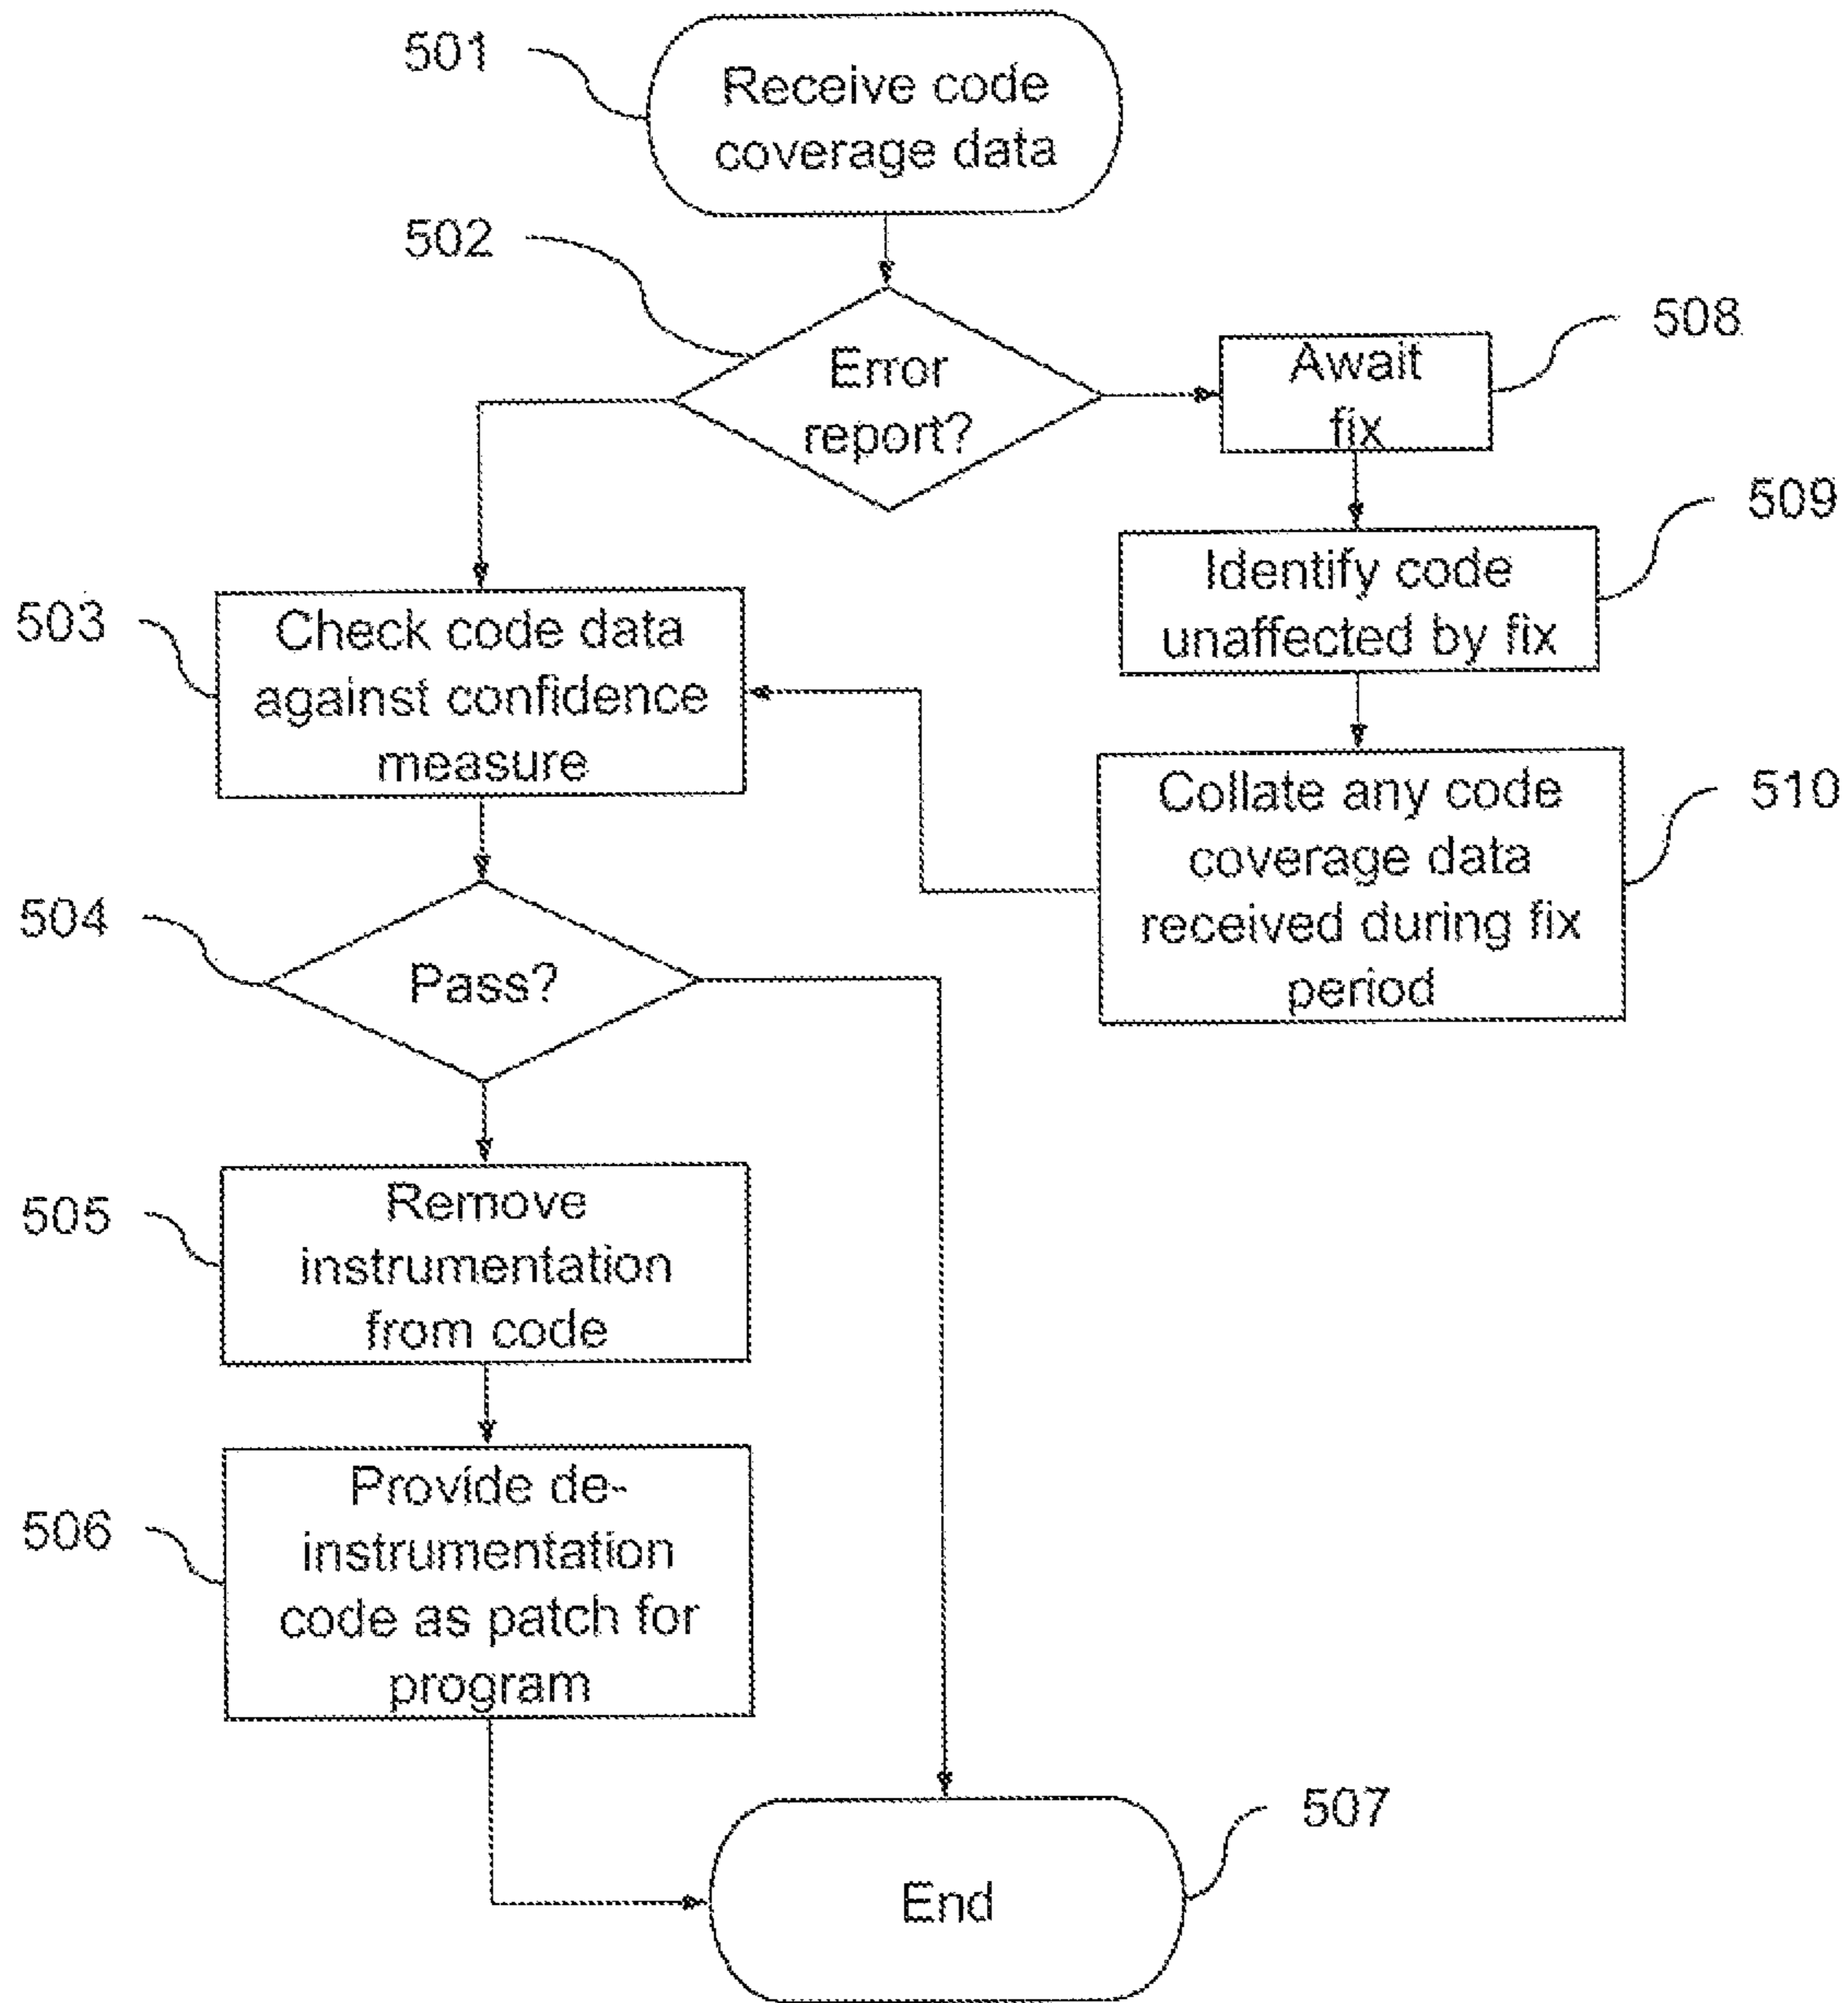 501
Receive code
coverage data
502
Error
report?
508
Await
fix
509
Identify code
unaffected by fix
503
Check code data
against confidence
measure
510
Collate any code
coverage data
received during fix
period
504
Pass?
505
Remove
instrumentation
from code
506
Provide de-
instrumentation
code as patch for
program
507
End